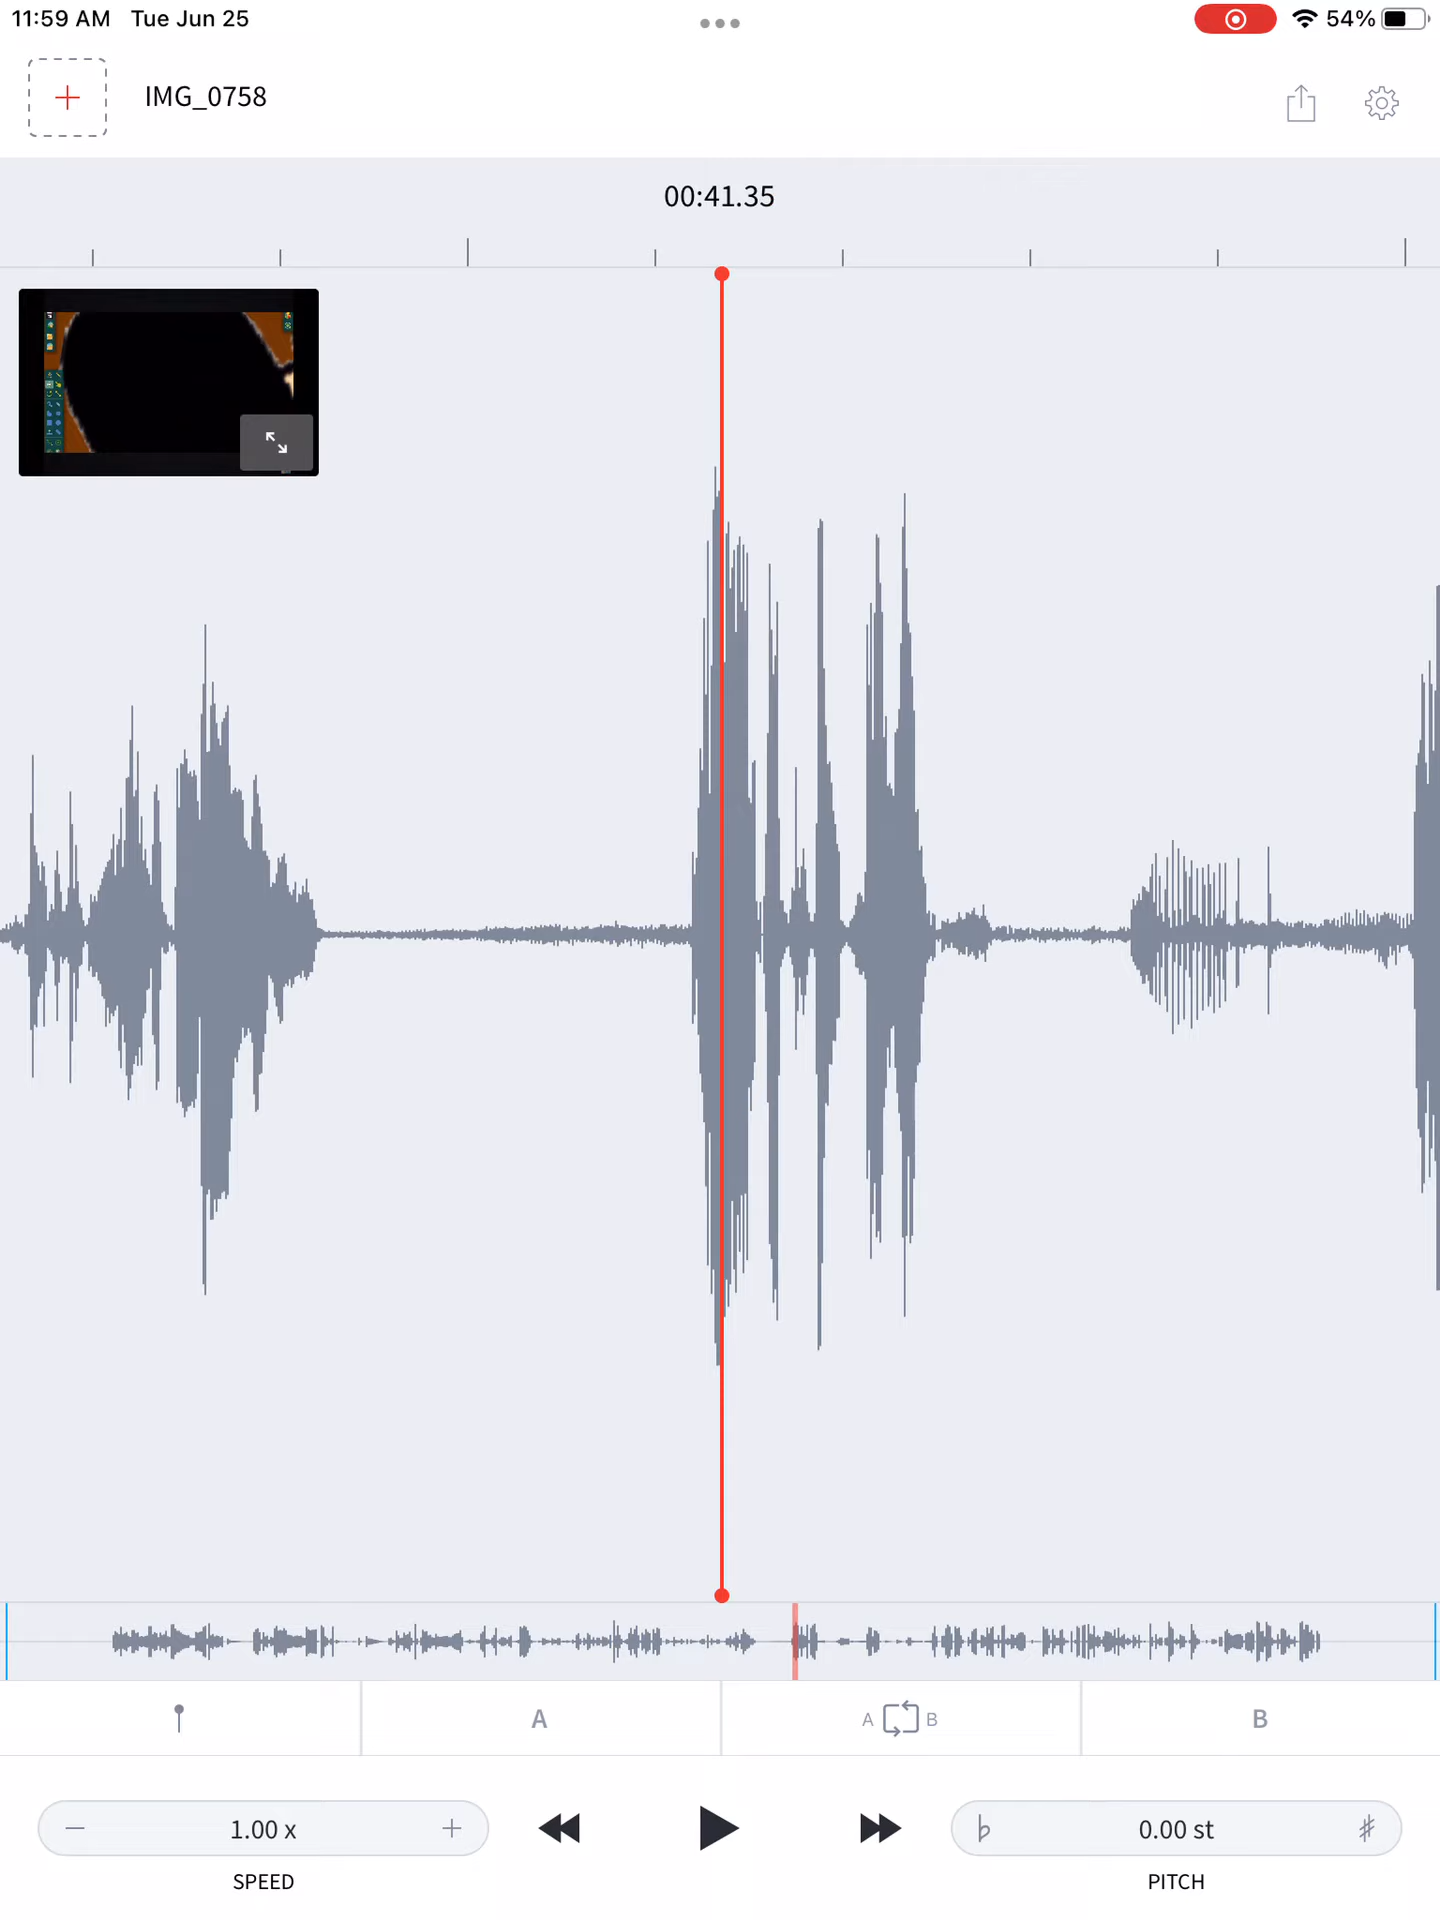 11:59 AM Tue Jun 25
54%
IMG_0758
00:41.35
A
A B
B
1.00 x
0.00 st
SPEED
PITCH